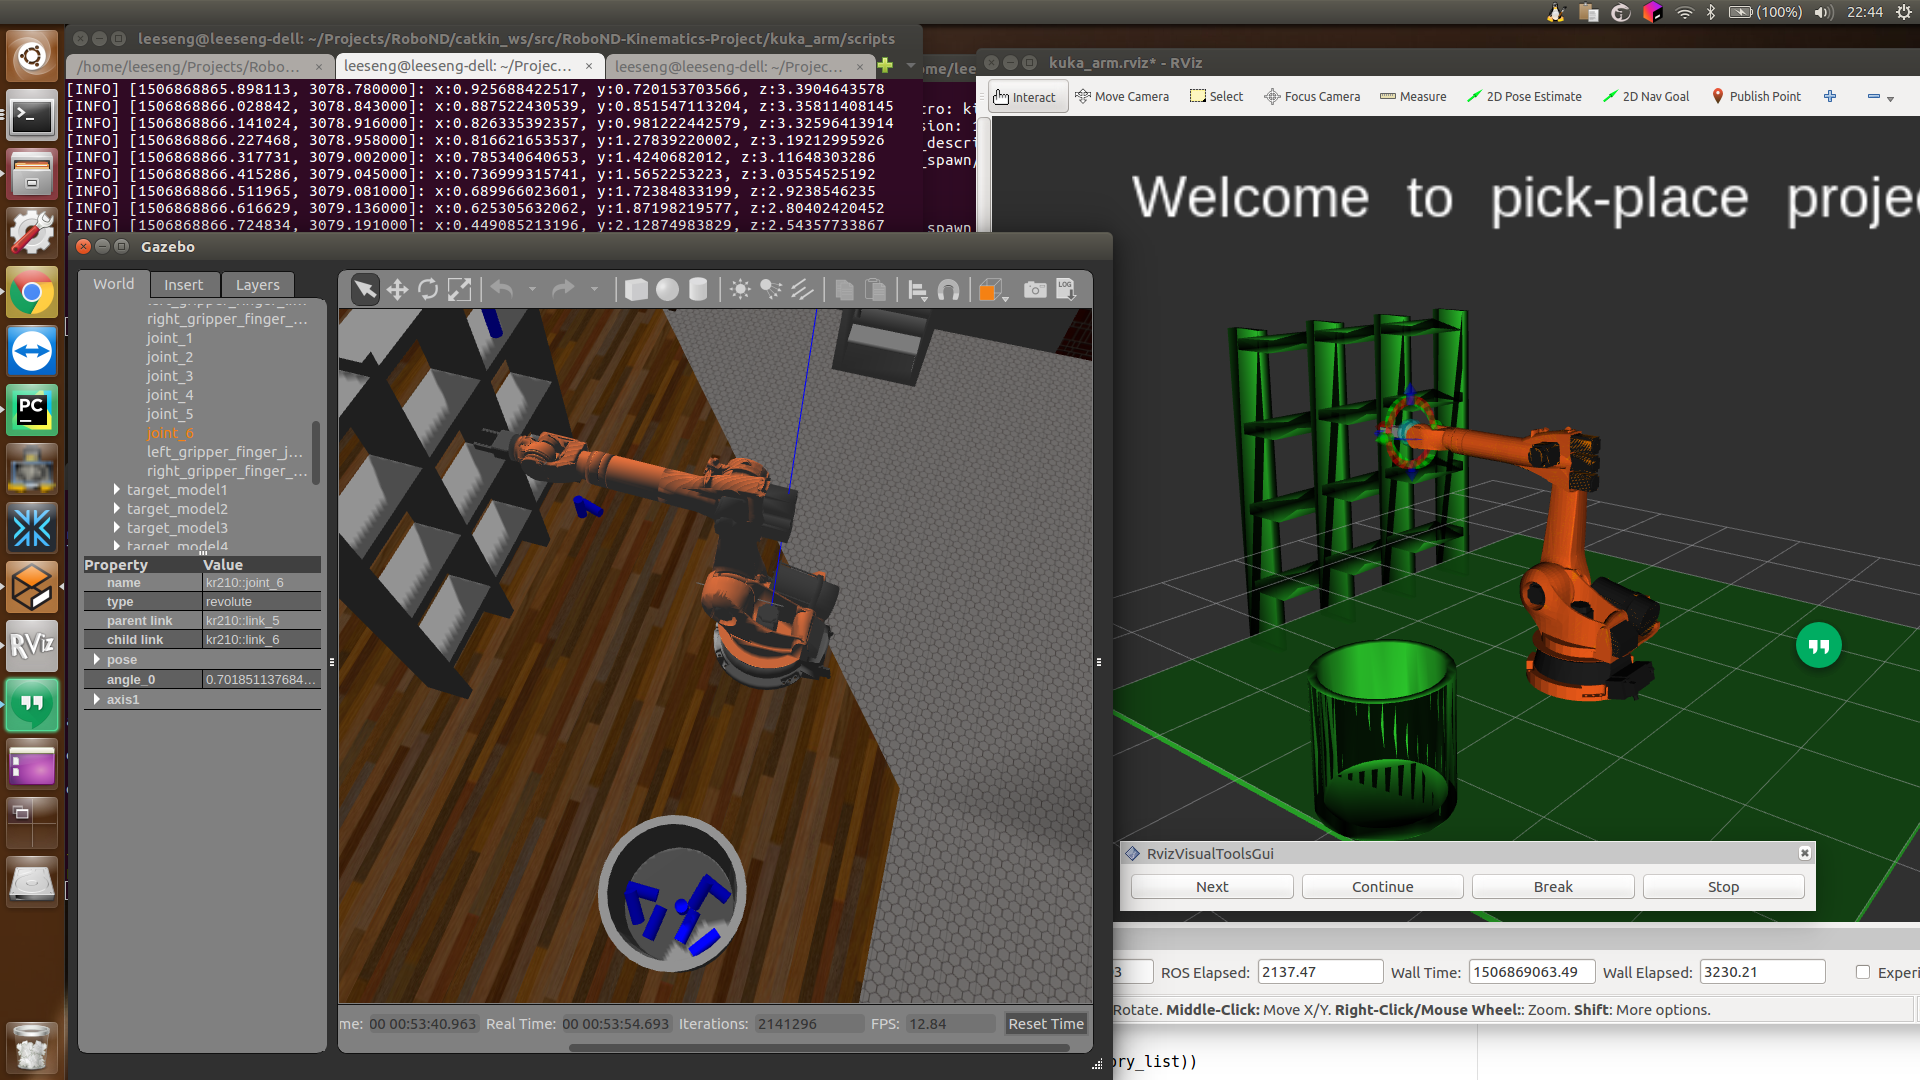 (100%) 22:44
leeseng@leeseng-dell: ~/Projects/RoboND/catkin_ws/src/RoboND-Kinematics-Project/kuka_arm/scripts
/home/leeseng/Projects/Robo... × leeseng@leeseng-dell: ~/Projec... × leeseng@leeseng-dell: ~/Projec... ×
[INFO] [1506868865.898113, 3078.780000]: x:0.925688422517, y:0.720153703566, z:3.3904643578
[INFO] [1506868866.028842, 3078.843000]: x:0.887522430539, y:0.851547113204, z:3.35811408145
[INFO] [1506868866.141024, 3078.916000]: x:0.826335392357, y:0.981222442579, z:3.32596413914
[INFO] [1506868866.227468, 3078.958000]: x:0.816621653537, y:1.27839220002, z:3.19212995926
[INFO] [1506868866.317731, 3079.002000]: x:0.785340640653, y:1.4240682012, z:3.11648303286
[INFO] [1506868866.415286, 3079.045000]: x:0.736999315741, y:1.5652253223, z:3.03554525192
[INFO] [1506868866.511965, 3079.081000]: x:0.689966023601, y:1.72384833199, z:2.9238546235
[INFO] [1506868866.616629, 3079.136000]: x:0.625305632062, y:1.87198219577, z:2.80402420452
[INFO] [1506868866.724834, 3079.191000]: x:0.449085213196, y:2.12874983829, z:2.54357733867
ome/lee
tro: ki
sion: 1
_descri
_spawn/
_spawn
kuka_arm.rviz* - RViz
Interact Move Camera Select Focus Camera Measure 2D Pose Estimate 2D Nav Goal Publish Point
Welcome to pick-place projec
Gazebo
World Insert Layers
right_gripper_finger_...
joint_1
joint_2
joint_3
joint_4
joint_5
joint_6
left_gripper_finger_j...
right_gripper_finger_...
target_model1
target_model2
target_model3
target_model4
Property Value
name kr210::joint_6
type revolute
parent link kr210::link_5
child link kr210::link_6
pose
angle_0 0.701851137684...
axis1
LOG
PC
RViz
me: 00 00:53:40.963 Real Time: 00 00:53:54.693 Iterations: 2141296 FPS: 12.84 Reset Time
RvizVisualToolsGui
Next Continue Break Stop
3 ROS Elapsed: 2137.47 Wall Time: 1506869063.49 Wall Elapsed: 3230.21 Experi
Rotate. Middle-Click: Move X/Y. Right-Click/Mouse Wheel:: Zoom. Shift: More options.
ory_list))